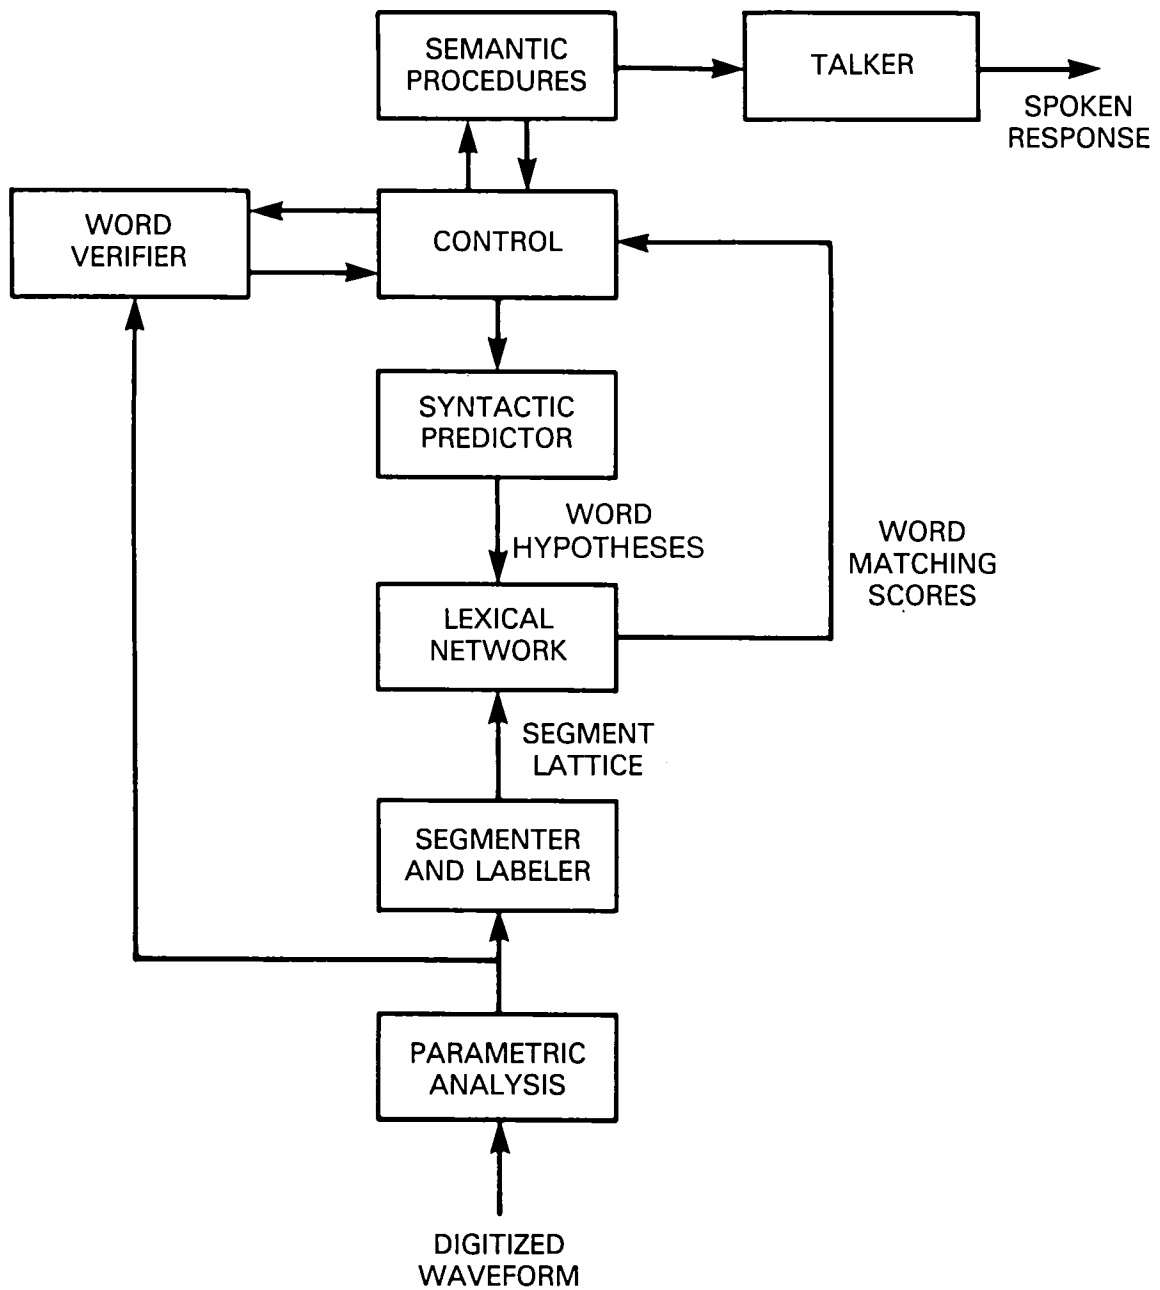 SEMANTIC
PROCEDURES
TALKER
SPOKEN
RESPONSE
WORD
VERIFIER
CONTROL
SYNTACTIC
PREDICTOR
WORD
HYPOTHESES
WORD
MATCHING
SCORES
LEXICAL
NETWORK
SEGMENT
LATTICE
SEGMENTER
AND LABELER
PARAMETRIC
ANALYSIS
DIGITIZED
WAVEFORM